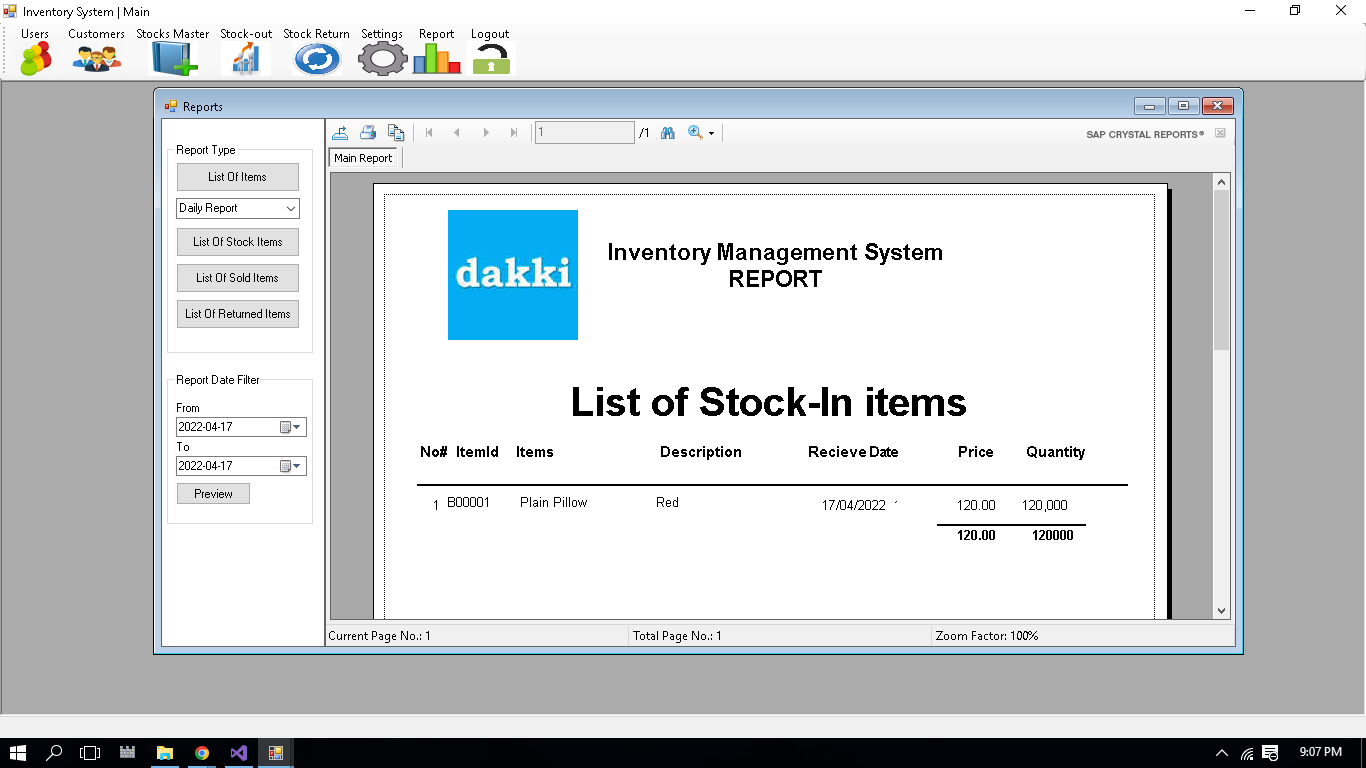 Inventory System | Main
Users Customers Stocks Master Stock-out Stock Return Settings Report Logout
Reports
Report Type
List Of Items
Daily Report
List Of Stock Items
List Of Sold Items
List Of Returned Items
Report Date Filter
From
2022-04-17
To
2022-04-17
Preview
1 /1
SAP CRYSTAL REPORTS®
Main Report
dakki
Inventory Management System
REPORT
List of Stock-In items
No# ItemId Items Description Recieve Date Price Quantity
1 B00001 Plain Pillow Red 17/04/2022 120.00 120,000
120.00 120000
Current Page No.: 1 Total Page No.: 1 Zoom Factor: 100%
9:07 PM